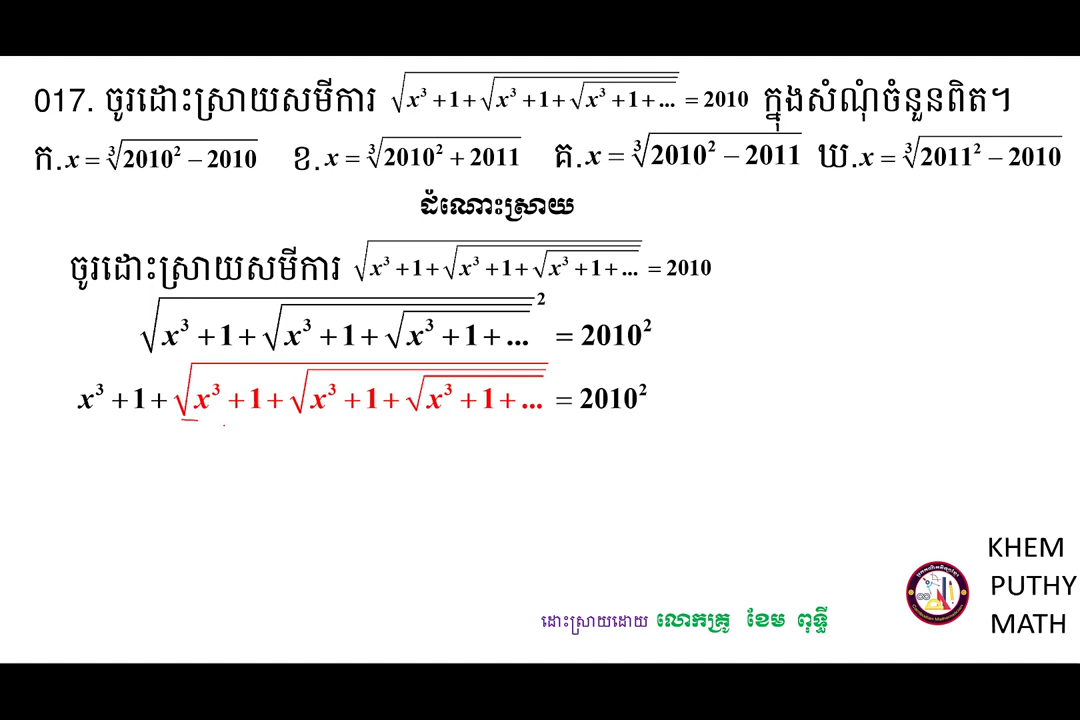 017. ចូរដោះស្រាយសមីការ √(x³+1+√(x³+1+√(x³+1+...))) = 2010 ក្នុងសំណុំចំនួនពិត។
ក. x = ∛(2010² − 2010) ខ. x = ∛(2010² + 2011) គ. x = ∛(2010² − 2011) ឃ. x = ∛(2011² − 2010)
ដំណោះស្រាយ
ចូរដោះស្រាយសមីការ √(x³+1+√(x³+1+√(x³+1+...))) = 2010
√(x³+1+√(x³+1+√(x³+1+...)))² = 2010²
x³+1+√(x³+1+√(x³+1+√(x³+1+...))) = 2010²
KHEM
PUTHY
MATH
ដោះស្រាយដោយ លោកគ្រូ ខែម ពុទ្ធី